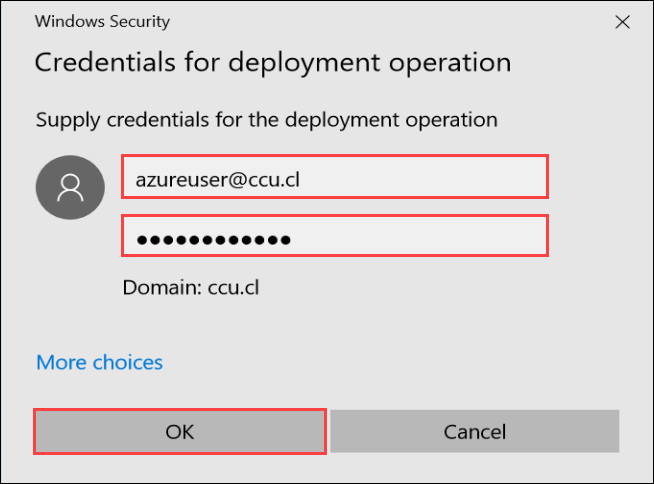 Windows Security
Credentials for deployment operation
Supply credentials for the deployment operation
azureuser@ccu.cl
●●●●●●●●●●●●
Domain: ccu.cl
More choices
OK
Cancel